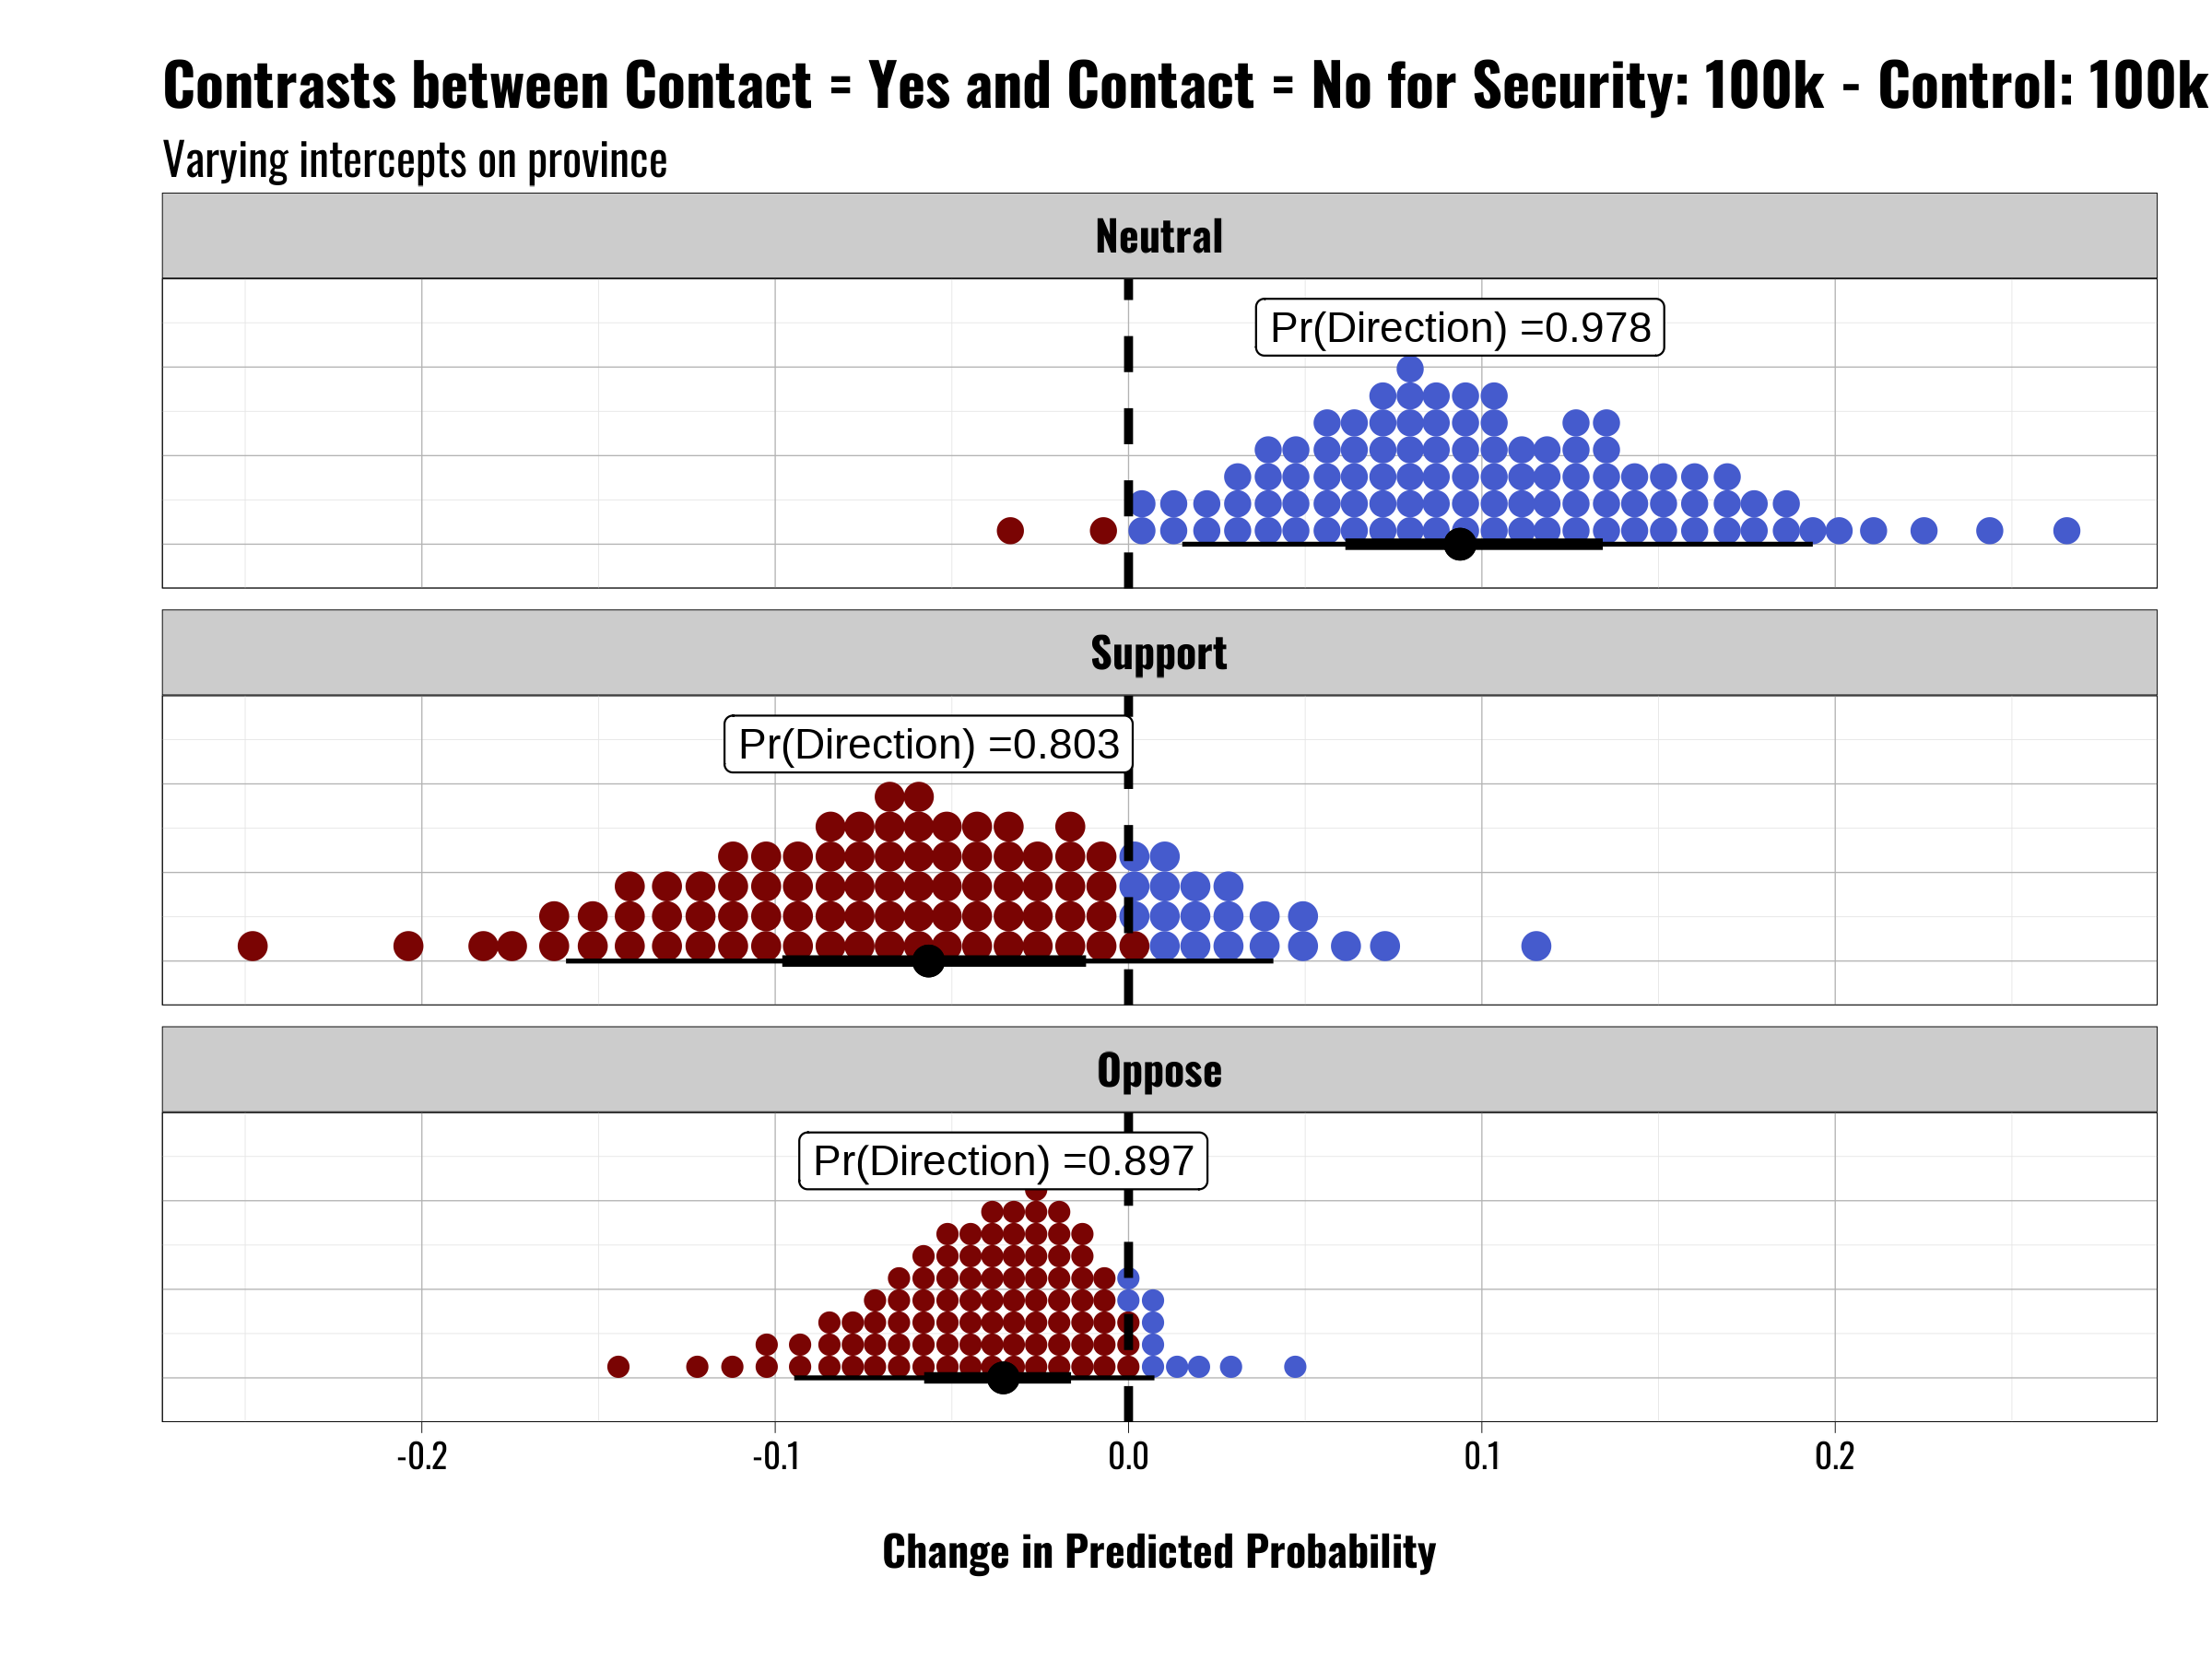 Contrasts between Contact = Yes and Contact = No for Security: 100k - Control: 100k
Varying intercepts on province
Neutral
Pr(Direction) =0.978
Support
Pr(Direction) =0.803
Oppose
Pr(Direction) =0.897
-0.2 -0.1 0.0 0.1 0.2
Change in Predicted Probability